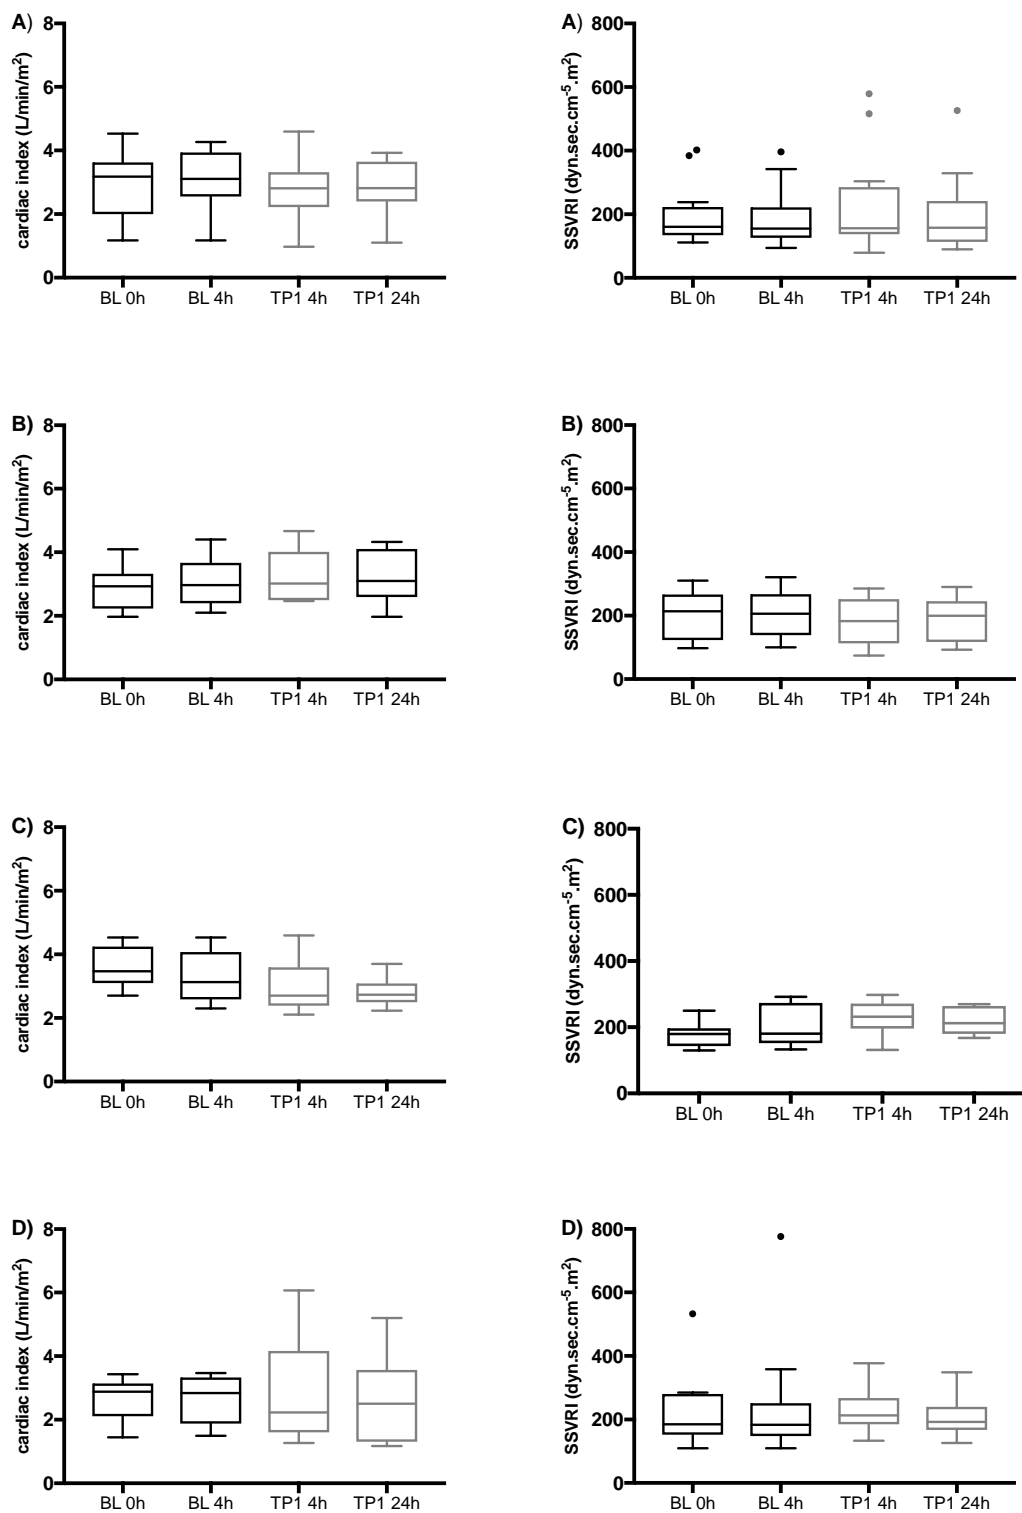 A)
cardiac index (L/min/m²)
8
6
4
2
0
BL 0h BL 4h TP1 4h TP1 24h
A)
SSVRI (dyn.sec.cm⁻⁵.m²)
800
600
400
200
0
BL 0h BL 4h TP1 4h TP1 24h
B)
cardiac index (L/min/m²)
8
6
4
2
0
BL 0h BL 4h TP1 4h TP1 24h
B)
SSVRI (dyn.sec.cm⁻⁵.m²)
800
600
400
200
0
BL 0h BL 4h TP1 4h TP1 24h
C)
cardiac index (L/min/m²)
8
6
4
2
0
BL 0h BL 4h TP1 4h TP1 24h
C)
SSVRI (dyn.sec.cm⁻⁵.m²)
800
600
400
200
0
BL 0h BL 4h TP1 4h TP1 24h
D)
cardiac index (L/min/m²)
8
6
4
2
0
BL 0h BL 4h TP1 4h TP1 24h
D)
SSVRI (dyn.sec.cm⁻⁵.m²)
800
600
400
200
0
BL 0h BL 4h TP1 4h TP1 24h